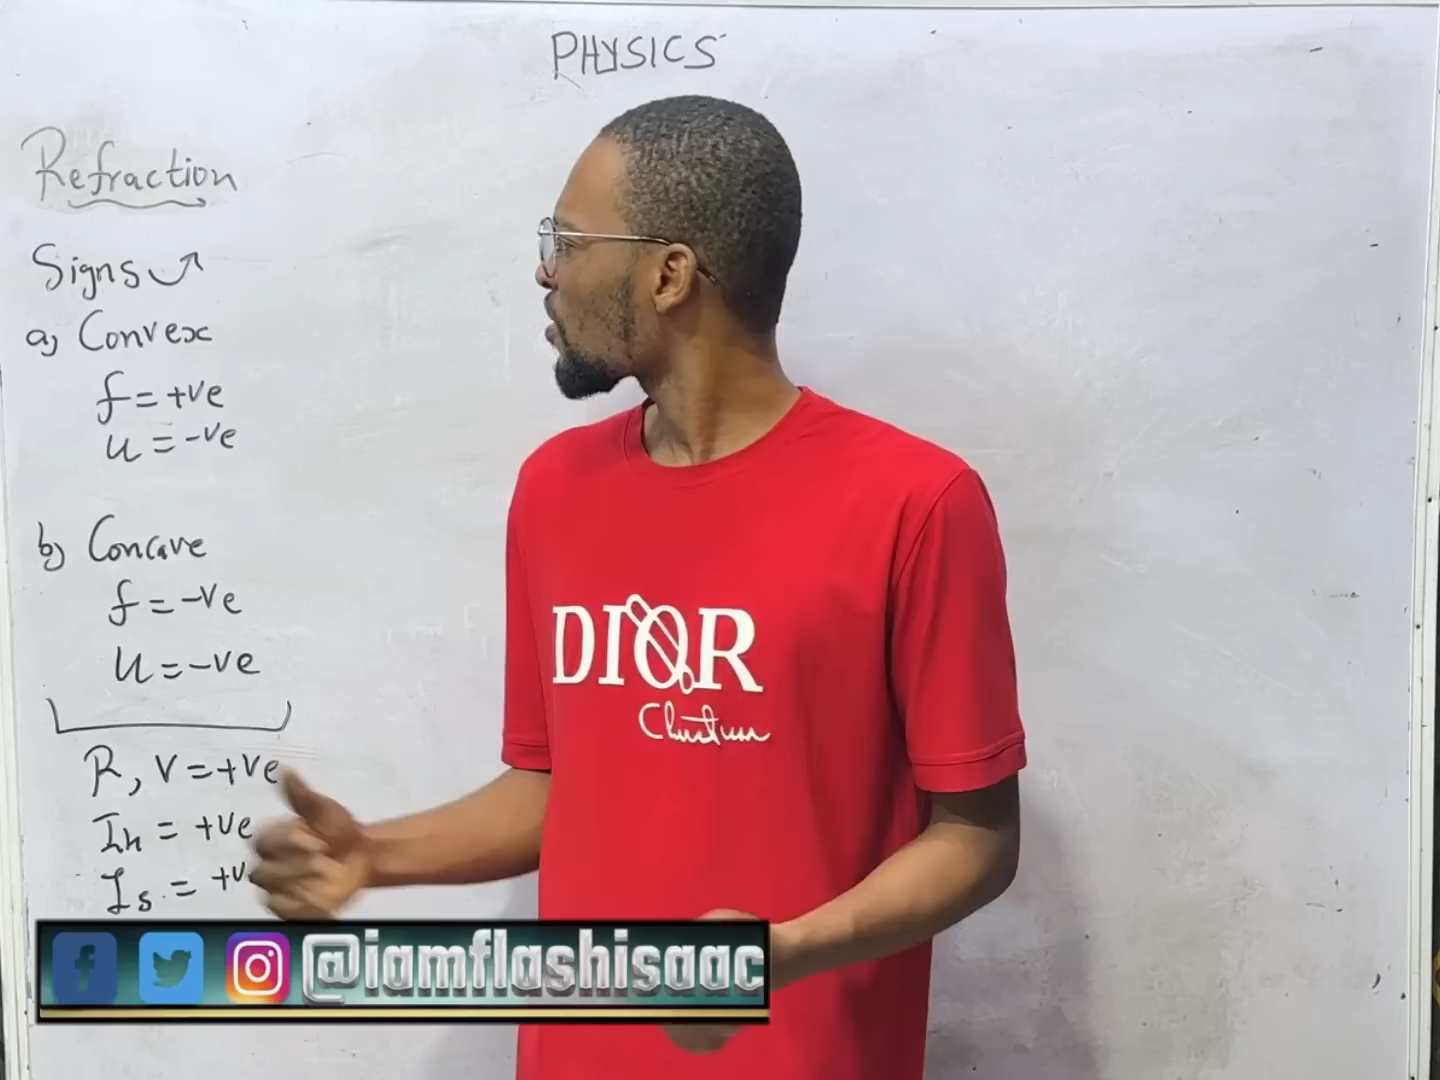 PHYSICS
Refraction
Signs
a) Convex
f = +ve
u = -ve
b) Concave
f = -ve
u = -ve
R, V = +ve
Ih = +ve
Is = +v
DIOR
@iamflashisaac